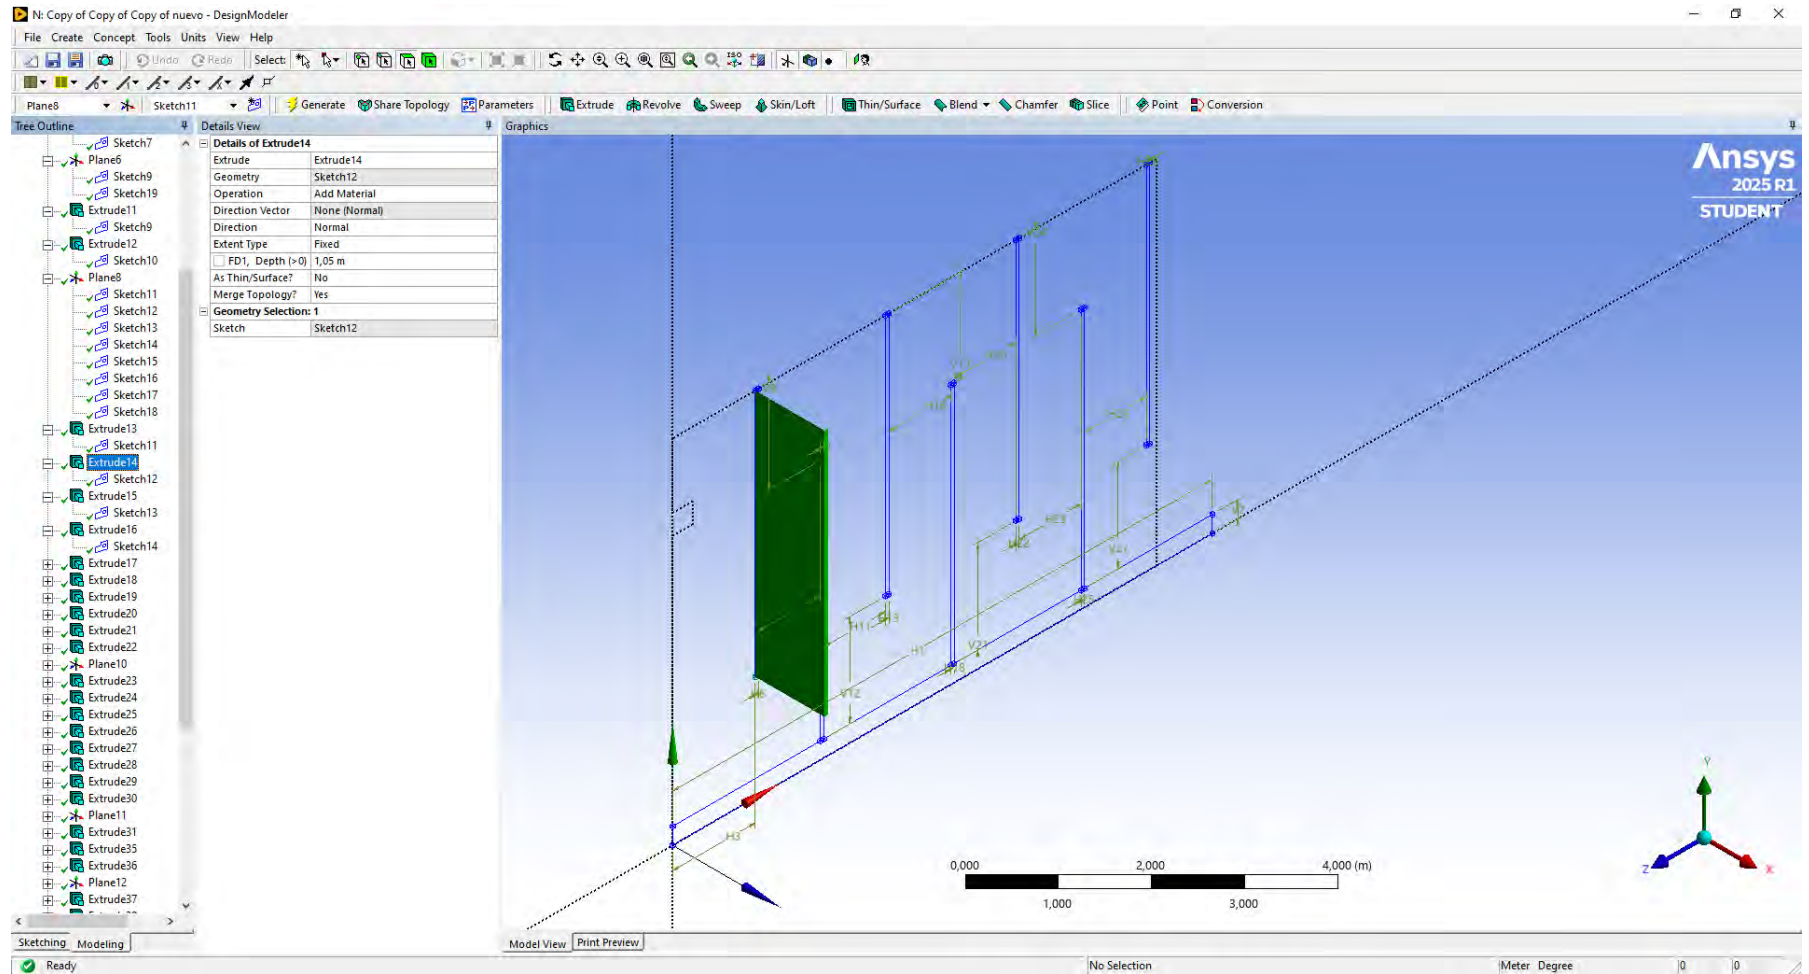 N: Copy of Copy of Copy of nuevo - DesignModeler
File Create Concept Tools Units View Help
Undo Redo Select: ISO
Plane8 Sketch11 Generate Share Topology Parameters Extrude Revolve Sweep Skin/Loft Thin/Surface Blend Chamfer Slice Point Conversion
Tree Outline
Sketch7
Plane6
Sketch9
Sketch19
Extrude11
Sketch9
Extrude12
Sketch10
Plane8
Sketch11
Sketch12
Sketch13
Sketch14
Sketch15
Sketch16
Sketch17
Sketch18
Extrude13
Sketch11
Extrude14
Sketch12
Extrude15
Sketch13
Extrude16
Sketch14
Extrude17
Extrude18
Extrude19
Extrude20
Extrude21
Extrude22
Plane10
Extrude23
Extrude24
Extrude25
Extrude26
Extrude27
Extrude28
Extrude29
Extrude30
Plane11
Extrude31
Extrude35
Extrude36
Plane12
Extrude37
Sketching Modeling
Details View
Details of Extrude14
Extrude Extrude14
Geometry Sketch12
Operation Add Material
Direction Vector None (Normal)
Direction Normal
Extent Type Fixed
FD1, Depth (>0) 1,05 m
As Thin/Surface? No
Merge Topology? Yes
Geometry Selection: 1
Sketch Sketch12
Graphics
Ansys
2025 R1
STUDENT
H23
V21
H11
H1
V12
H3
0,000 2,000 4,000 (m)
1,000 3,000
Y
Z X
Model View Print Preview
Ready No Selection Meter Degree 0 0